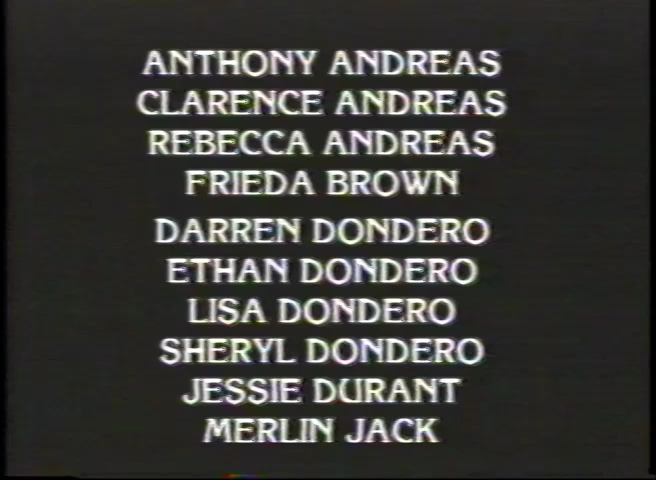 ANTHONY ANDREAS
CLARENCE ANDREAS
REBECCA ANDREAS
FRIEDA BROWN
DARREN DONDERO
ETHAN DONDERO
LISA DONDERO
SHERYL DONDERO
JESSIE DURANT
MERLIN JACK